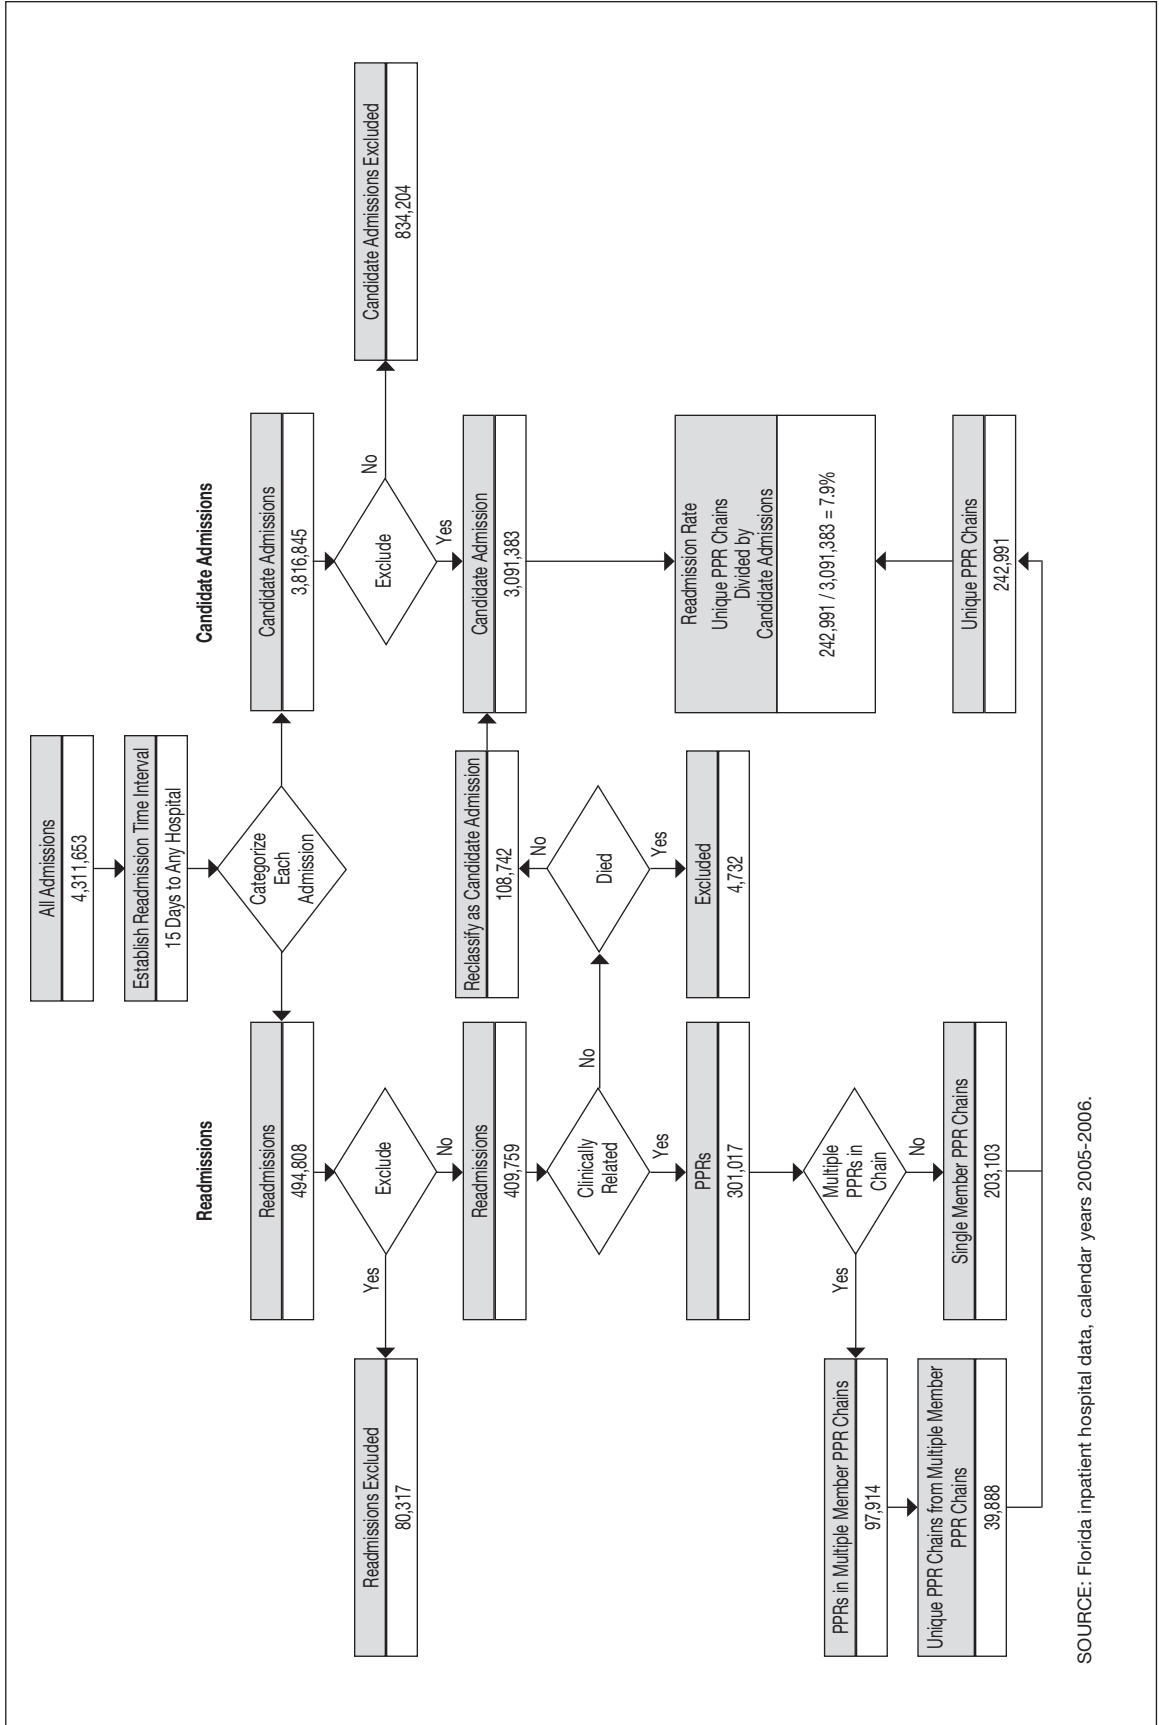 All Admissions
4,311,653
Establish Readmission Time Interval
15 Days to Any Hospital
Categorize
Each
Admission
Readmissions
Readmissions
494,808
Exclude
Yes
No
Readmissions Excluded
80,317
Readmissions
409,759
Clinically
Related
No
Yes
Died
No
Yes
Reclassify as Candidate Admission
108,742
Excluded
4,732
PPRs
301,017
Multiple
PPRs in
Chain
Yes
No
PPRs in Multiple Member PPR Chains
97,914
Unique PPR Chains from Multiple Member
PPR Chains
39,888
Single Member PPR Chains
203,103
Candidate Admissions
Candidate Admissions
3,816,845
Exclude
No
Yes
Candidate Admissions Excluded
834,204
Candidate Admission
3,091,383
Readmission Rate
Unique PPR Chains
Divided by
Candidate Admissions
242,991 / 3,091,383 = 7.9%
Unique PPR Chains
242,991
SOURCE: Florida inpatient hospital data, calendar years 2005-2006.